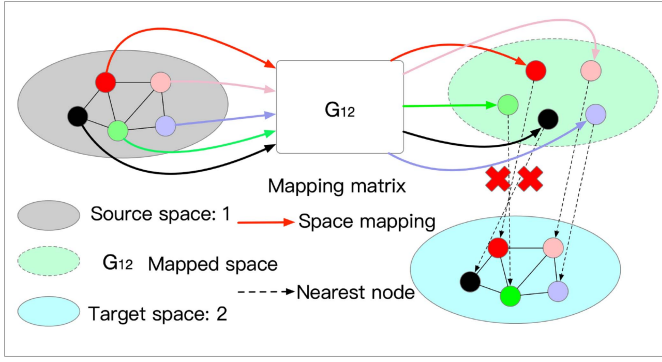 G12
Mapping matrix
Source space: 1
Space mapping
G12 Mapped space
Nearest node
Target space: 2